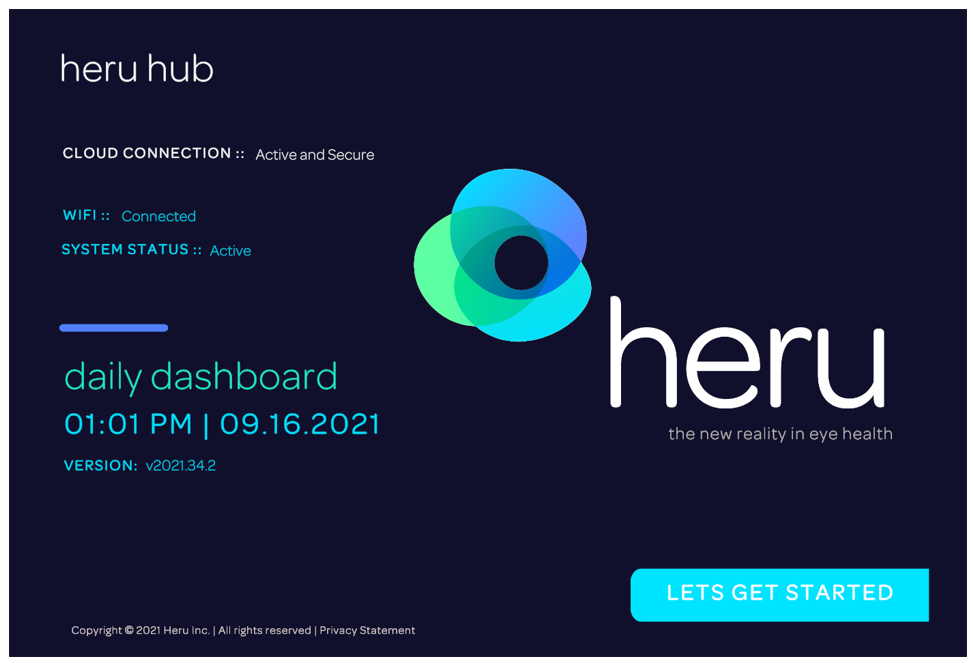 heru hub
CLOUD CONNECTION :: Active and Secure
WIFI :: Connected
SYSTEM STATUS :: Active
daily dashboard
01:01 PM | 09.16.2021
VERSION: v2021.34.2
heru
the new reality in eye health
LETS GET STARTED
Copyright © 2021 Heru Inc. | All rights reserved | Privacy Statement